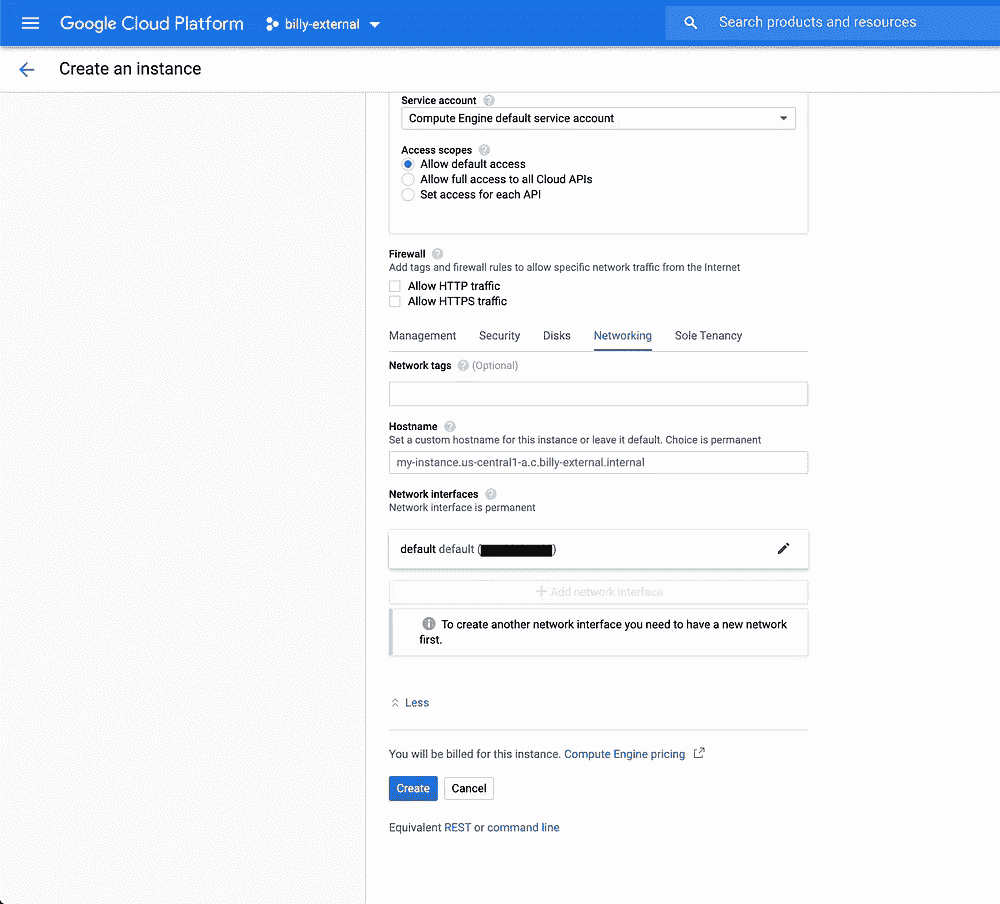 Google Cloud Platform billy-external Search products and resources
Create an instance
Service account
Compute Engine default service account
Access scopes
Allow default access
Allow full access to all Cloud APIs
Set access for each API
Firewall
Add tags and firewall rules to allow specific network traffic from the Internet
Allow HTTP traffic
Allow HTTPS traffic
Management Security Disks Networking Sole Tenancy
Network tags (Optional)
Hostname
Set a custom hostname for this instance or leave it default. Choice is permanent
my-instance.us-central1-a.c.billy-external.internal
Network interfaces
Network interface is permanent
default default ( )
+ Add network interface
To create another network interface you need to have a new network
first.
Less
You will be billed for this instance. Compute Engine pricing
Create Cancel
Equivalent REST or command line